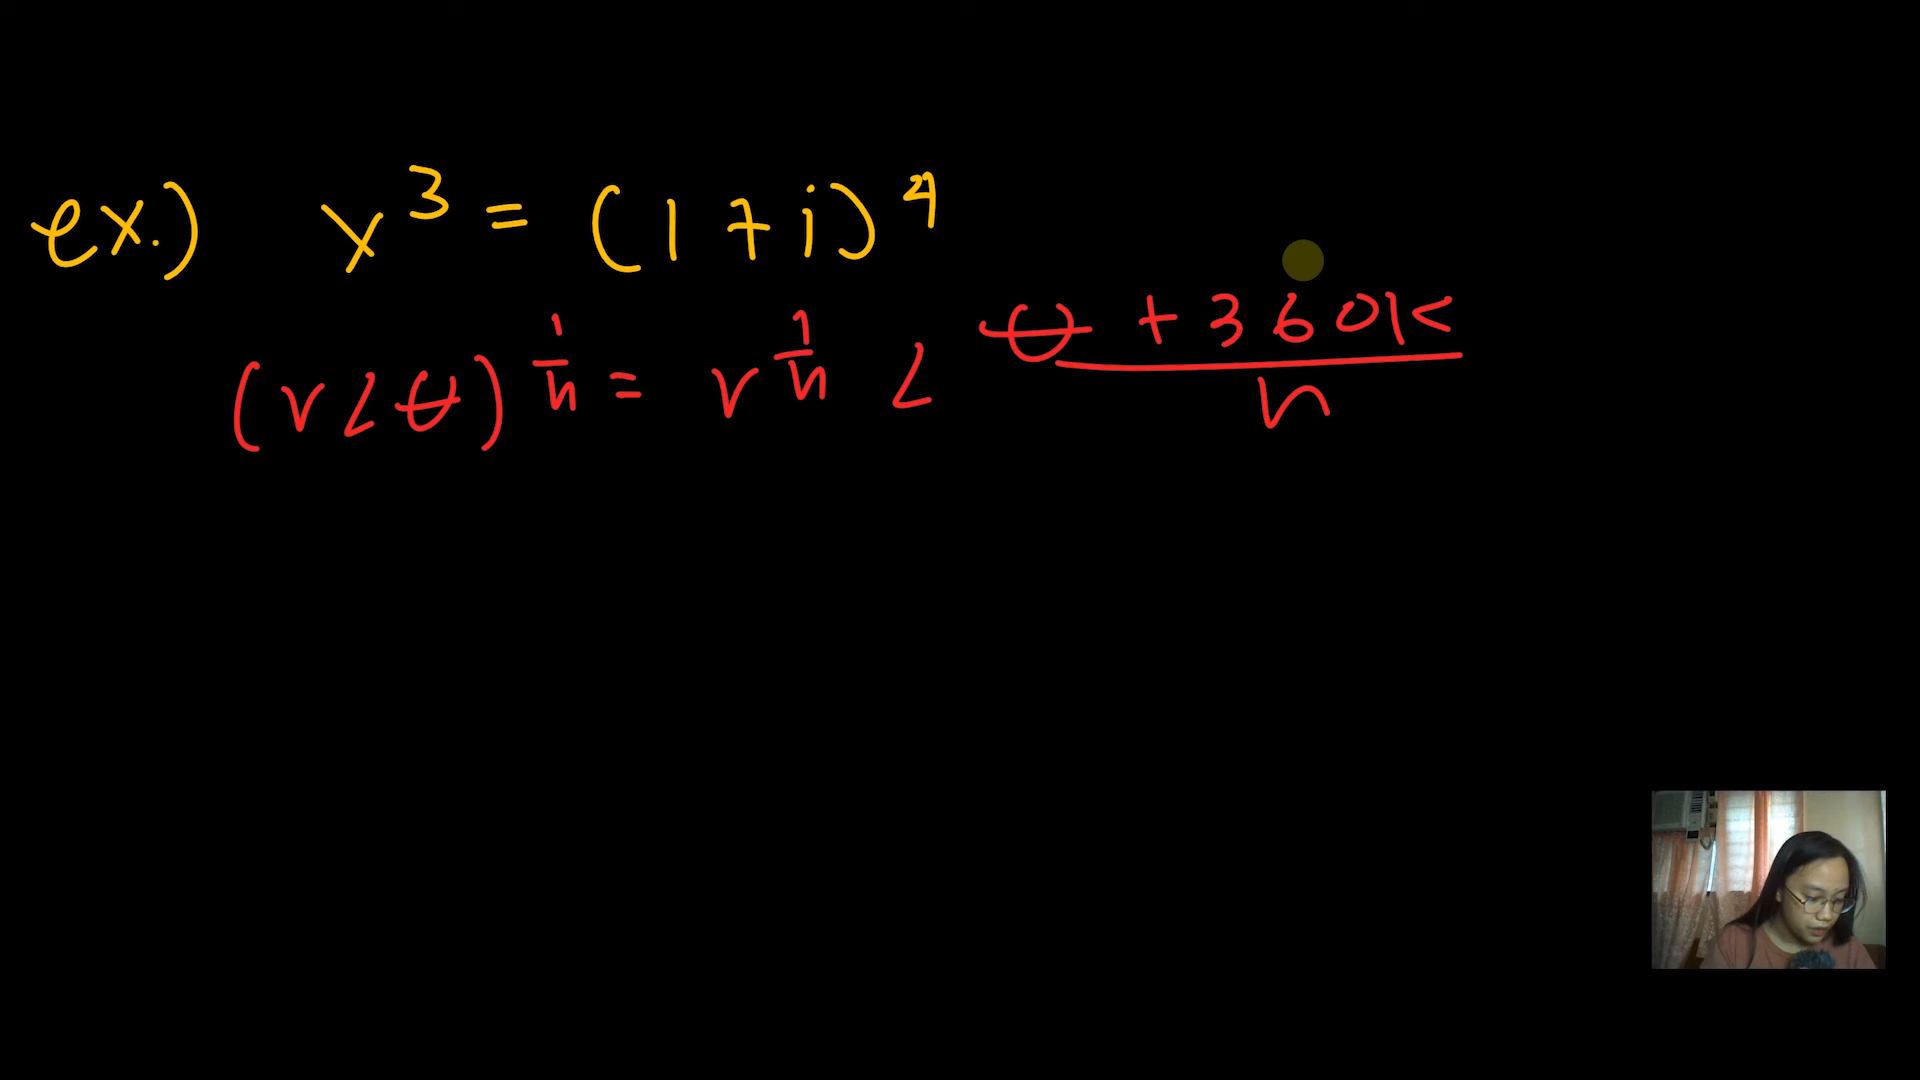 ex.) x³ = (1 + i)⁴
(r∠θ)^(1/n) = r^(1/n) ∠ (θ + 360k)/n